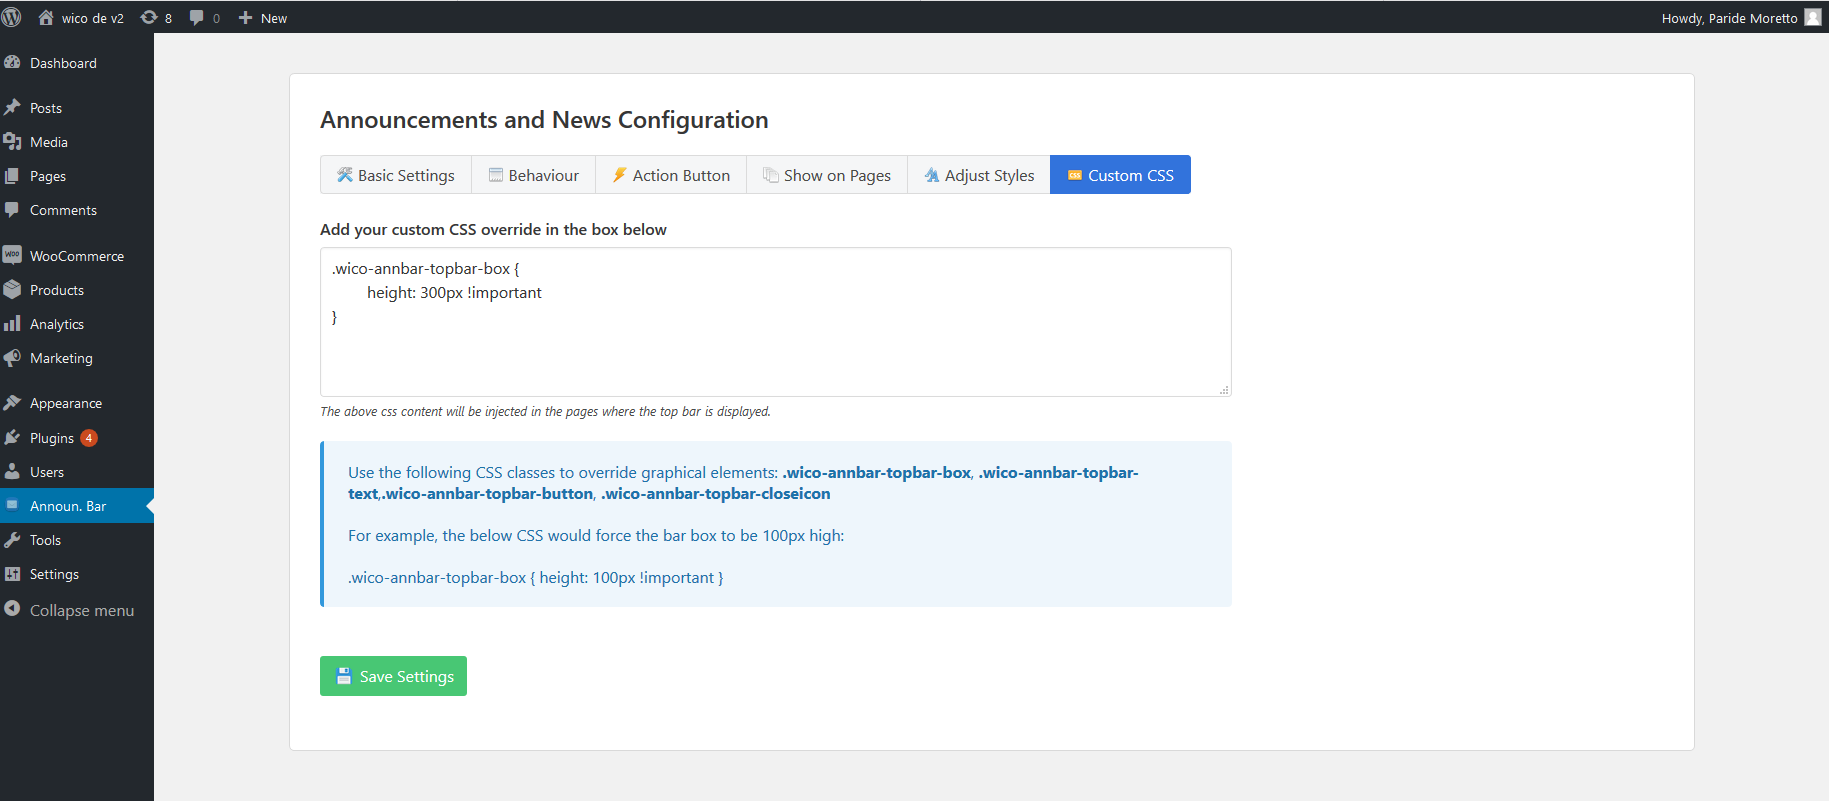 wico de v2 8 0 New Howdy, Paride Moretto
Dashboard
Posts
Media
Pages
Comments
WooCommerce
Products
Analytics
Marketing
Appearance
Plugins 4
Users
Announ. Bar
Tools
Settings
Collapse menu
Announcements and News Configuration
Basic Settings Behaviour Action Button Show on Pages Adjust Styles CSS Custom CSS
Add your custom CSS override in the box below
.wico-annbar-topbar-box {
height: 300px !important
}
The above css content will be injected in the pages where the top bar is displayed.
Use the following CSS classes to override graphical elements: .wico-annbar-topbar-box, .wico-annbar-topbar-
text,.wico-annbar-topbar-button, .wico-annbar-topbar-closeicon
For example, the below CSS would force the bar box to be 100px high:
.wico-annbar-topbar-box { height: 100px !important }
Save Settings